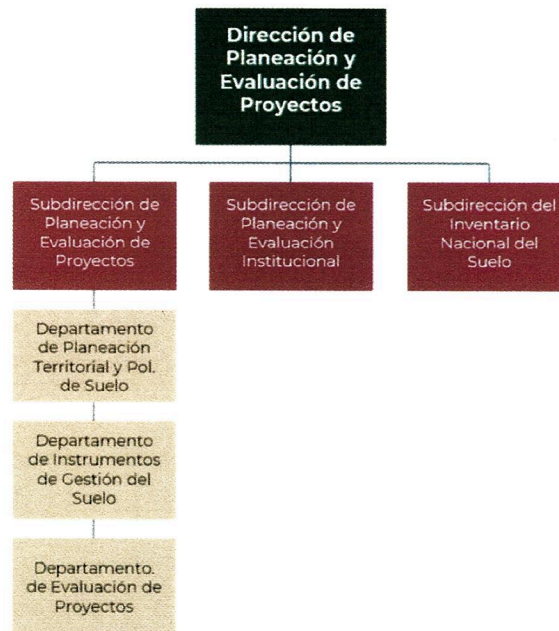 Dirección de
Planeación y
Evaluación de
Proyectos
Subdirección de
Planeación y
Evaluación de
Proyectos
Subdirección de
Planeación y
Evaluación
Institucional
Subdirección del
Inventario
Nacional del
Suelo
Departamento
de Planeación
Territorial y Pol.
de Suelo
Departamento
de Instrumentos
de Gestión del
Suelo
Departamento.
de Evaluación de
Proyectos